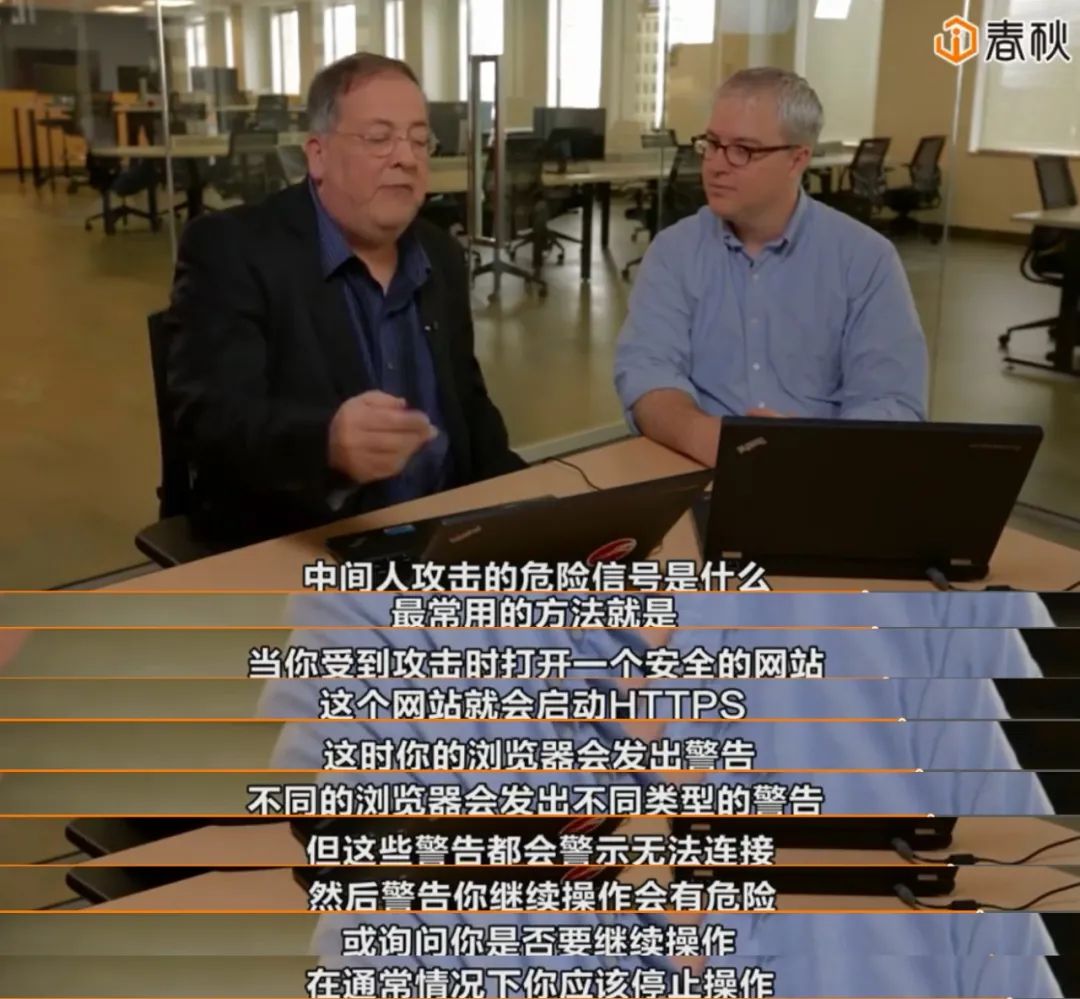 春秋
ThinkPad
中间人攻击的危险信号是什么
最常用的方法就是
当你受到攻击时打开一个安全的网站
这个网站就会启动HTTPS
这时你的浏览器会发出警告
不同的浏览器会发出不同类型的警告
但这些警告都会警示无法连接
然后警告你继续操作会有危险
或询问你是否要继续操作
在通常情况下你应该停止操作